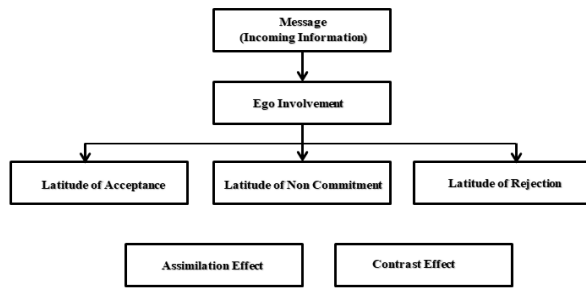 Message
(Incoming Information)
Ego Involvement
Latitude of Acceptance
Latitude of Non Commitment
Latitude of Rejection
Assimilation Effect
Contrast Effect